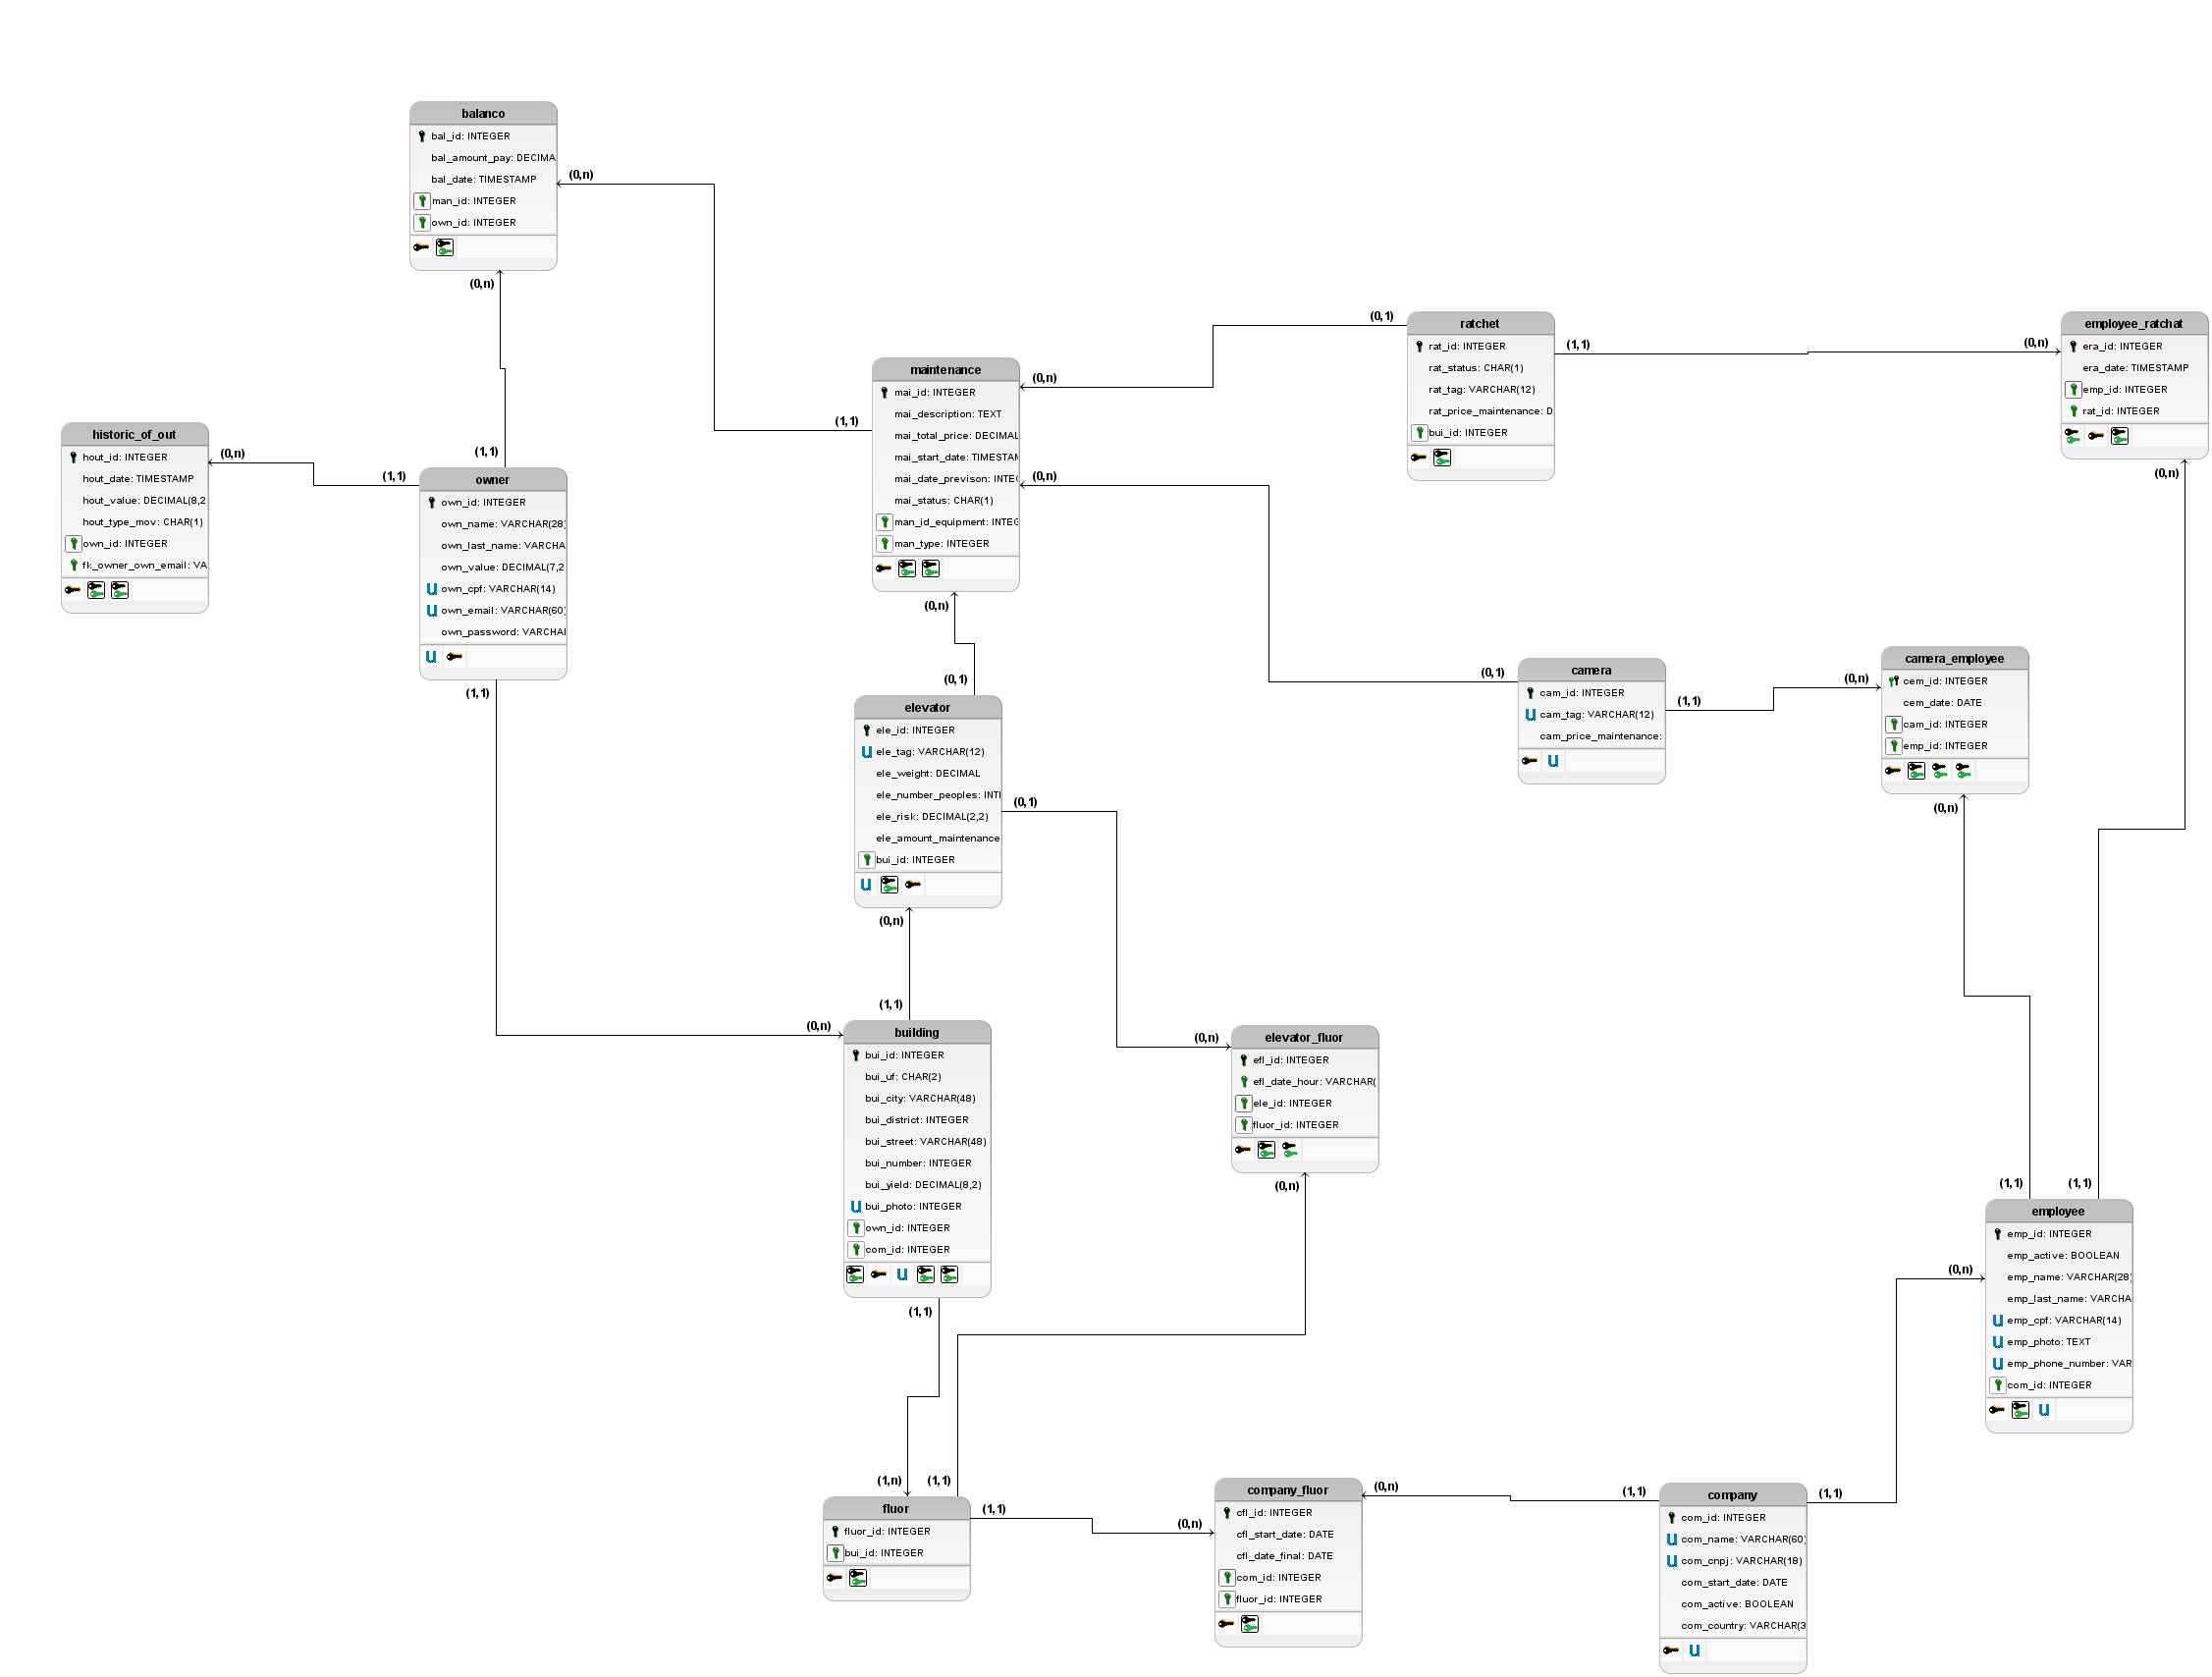 balanco
bal_id: INTEGER
bal_amount_pay: DECIMA
bal_date: TIMESTAMP
man_id: INTEGER
own_id: INTEGER
(0,n)
(0,n)
historic_of_out
hout_id: INTEGER
hout_date: TIMESTAMP
hout_value: DECIMAL(8,2
hout_type_mov: CHAR(1)
own_id: INTEGER
fk_owner_own_email: VA
(0,n)
(1,1)
(1,1)
owner
own_id: INTEGER
own_name: VARCHAR(28)
own_last_name: VARCHA
own_value: DECIMAL(7,2
u own_cpf: VARCHAR(14)
u own_email: VARCHAR(60)
own_password: VARCHAI
u
(1,1)
(1,1)
maintenance
mai_id: INTEGER
mai_description: TEXT
mai_total_price: DECIMAL
mai_start_date: TIMESTAM
mai_date_previson: INTEG
mai_status: CHAR(1)
man_id_equipment: INTEG
man_type: INTEGER
(0,n)
(0,n)
(0,n)
(0,1)
ratchet
rat_id: INTEGER
rat_status: CHAR(1)
rat_tag: VARCHAR(12)
rat_price_maintenance: D
bui_id: INTEGER
(1,1)
(0,n)
employee_ratchat
era_id: INTEGER
era_date: TIMESTAMP
emp_id: INTEGER
rat_id: INTEGER
(0,n)
(0,1)
camera
cam_id: INTEGER
u cam_tag: VARCHAR(12)
cam_price_maintenance:
u
(1,1)
(0,n)
camera_employee
cem_id: INTEGER
cem_date: DATE
cam_id: INTEGER
emp_id: INTEGER
(0,n)
(0,1)
elevator
ele_id: INTEGER
u ele_tag: VARCHAR(12)
ele_weight: DECIMAL
ele_number_peoples: INTI
ele_risk: DECIMAL(2,2)
ele_amount_maintenance
bui_id: INTEGER
u
(0,1)
(0,n)
(1,1)
(0,n)
building
bui_id: INTEGER
bui_uf: CHAR(2)
bui_city: VARCHAR(48)
bui_district: INTEGER
bui_street: VARCHAR(48)
bui_number: INTEGER
bui_yield: DECIMAL(8,2)
u bui_photo: INTEGER
own_id: INTEGER
com_id: INTEGER
u
(1,1)
(0,n)
elevator_fluor
efl_id: INTEGER
efl_date_hour: VARCHAR(
ele_id: INTEGER
fluor_id: INTEGER
(0,n)
(1,1)
(1,1)
employee
emp_id: INTEGER
emp_active: BOOLEAN
emp_name: VARCHAR(28)
emp_last_name: VARCHA
u emp_cpf: VARCHAR(14)
u emp_photo: TEXT
u emp_phone_number: VAR
com_id: INTEGER
u
(0,n)
(1,n)
(1,1)
fluor
fluor_id: INTEGER
bui_id: INTEGER
(1,1)
(0,n)
company_fluor
cfl_id: INTEGER
cfl_start_date: DATE
cfl_date_final: DATE
com_id: INTEGER
fluor_id: INTEGER
(0,n)
(1,1)
company
com_id: INTEGER
u com_name: VARCHAR(60)
u com_cnpj: VARCHAR(18)
com_start_date: DATE
com_active: BOOLEAN
com_country: VARCHAR(3
u
(1,1)